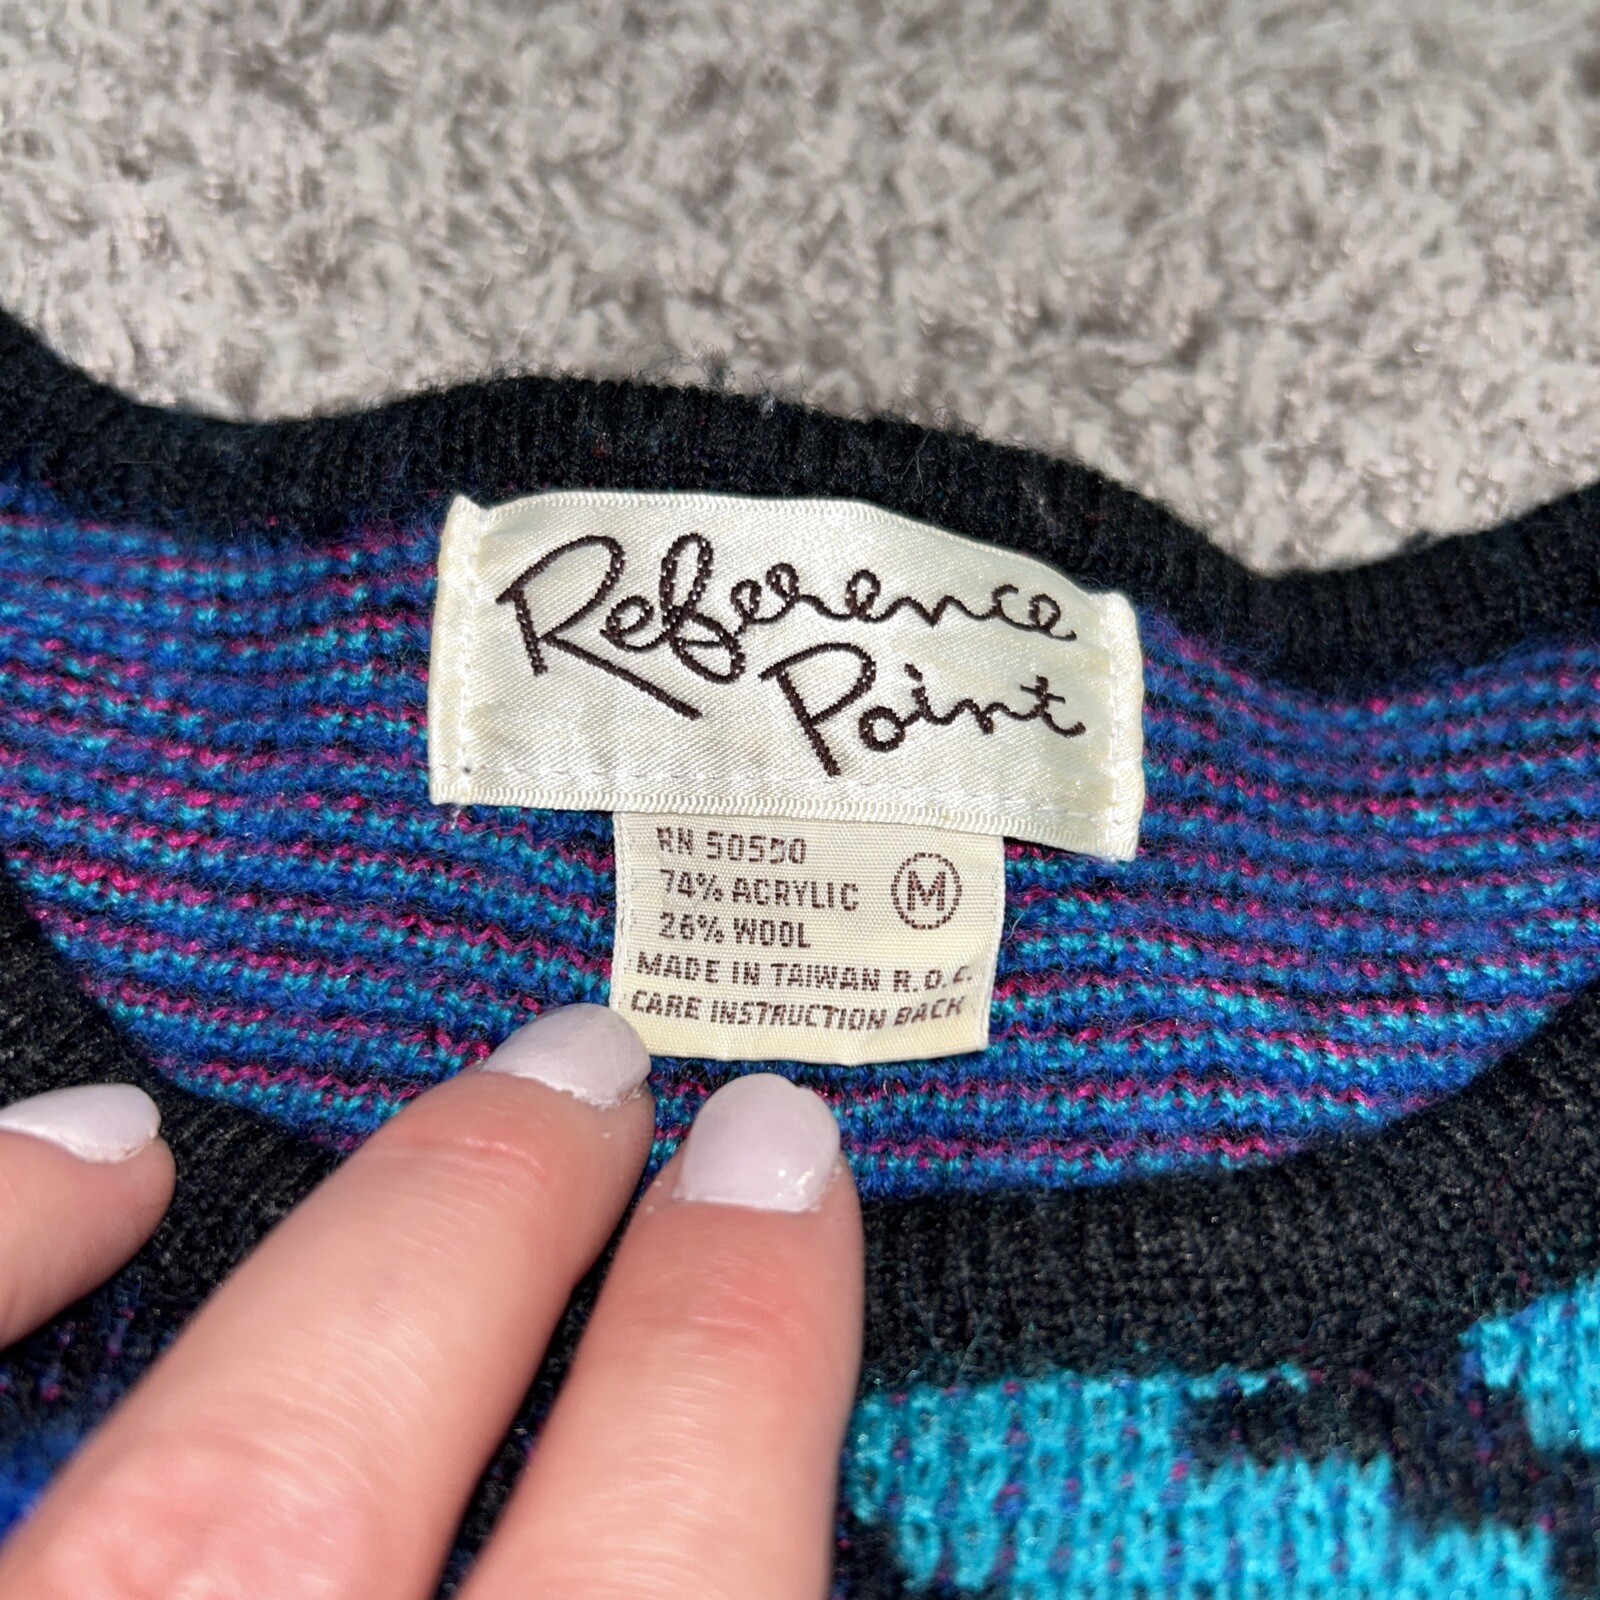 Reference
Point
RN 50550
74% ACRYLIC
M
26% WOOL
MADE IN TAIWAN R.O.C.
CARE INSTRUCTION BACK